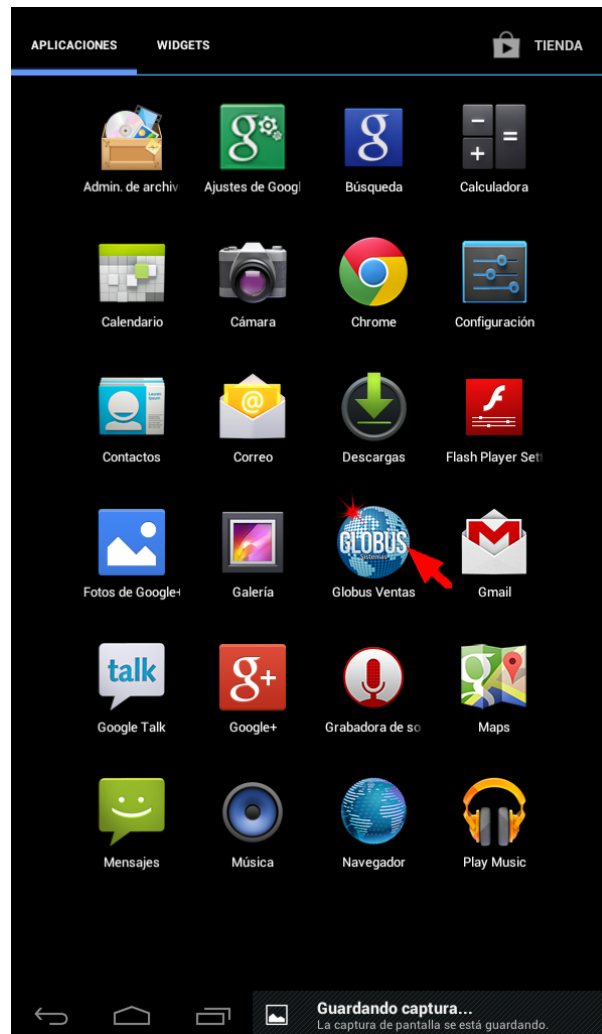 APLICACIONES WIDGETS TIENDA
Admin. de archiv Ajustes de Googl Búsqueda Calculadora
Calendario Cámara Chrome Configuración
Contactos Correo Descargas Flash Player Sett
GLOBUS
Sistemas
Fotos de Google+ Galería Globus Ventas Gmail
talk
g+
Google Talk Google+ Grabadora de so Maps
Mensajes Música Navegador Play Music
Guardando captura...
La captura de pantalla se está guardando.